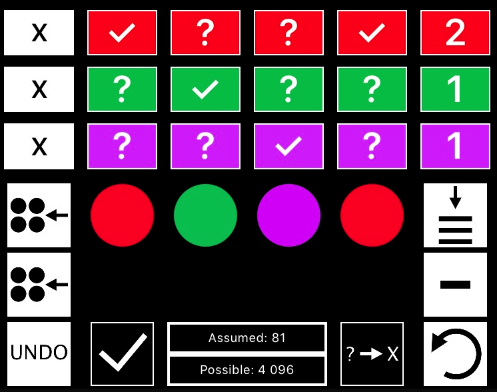 X ? ? 2
X ? ? ? 1
X ? ? ? 1
UNDO
Assumed: 81
Possible: 4 096
? → X